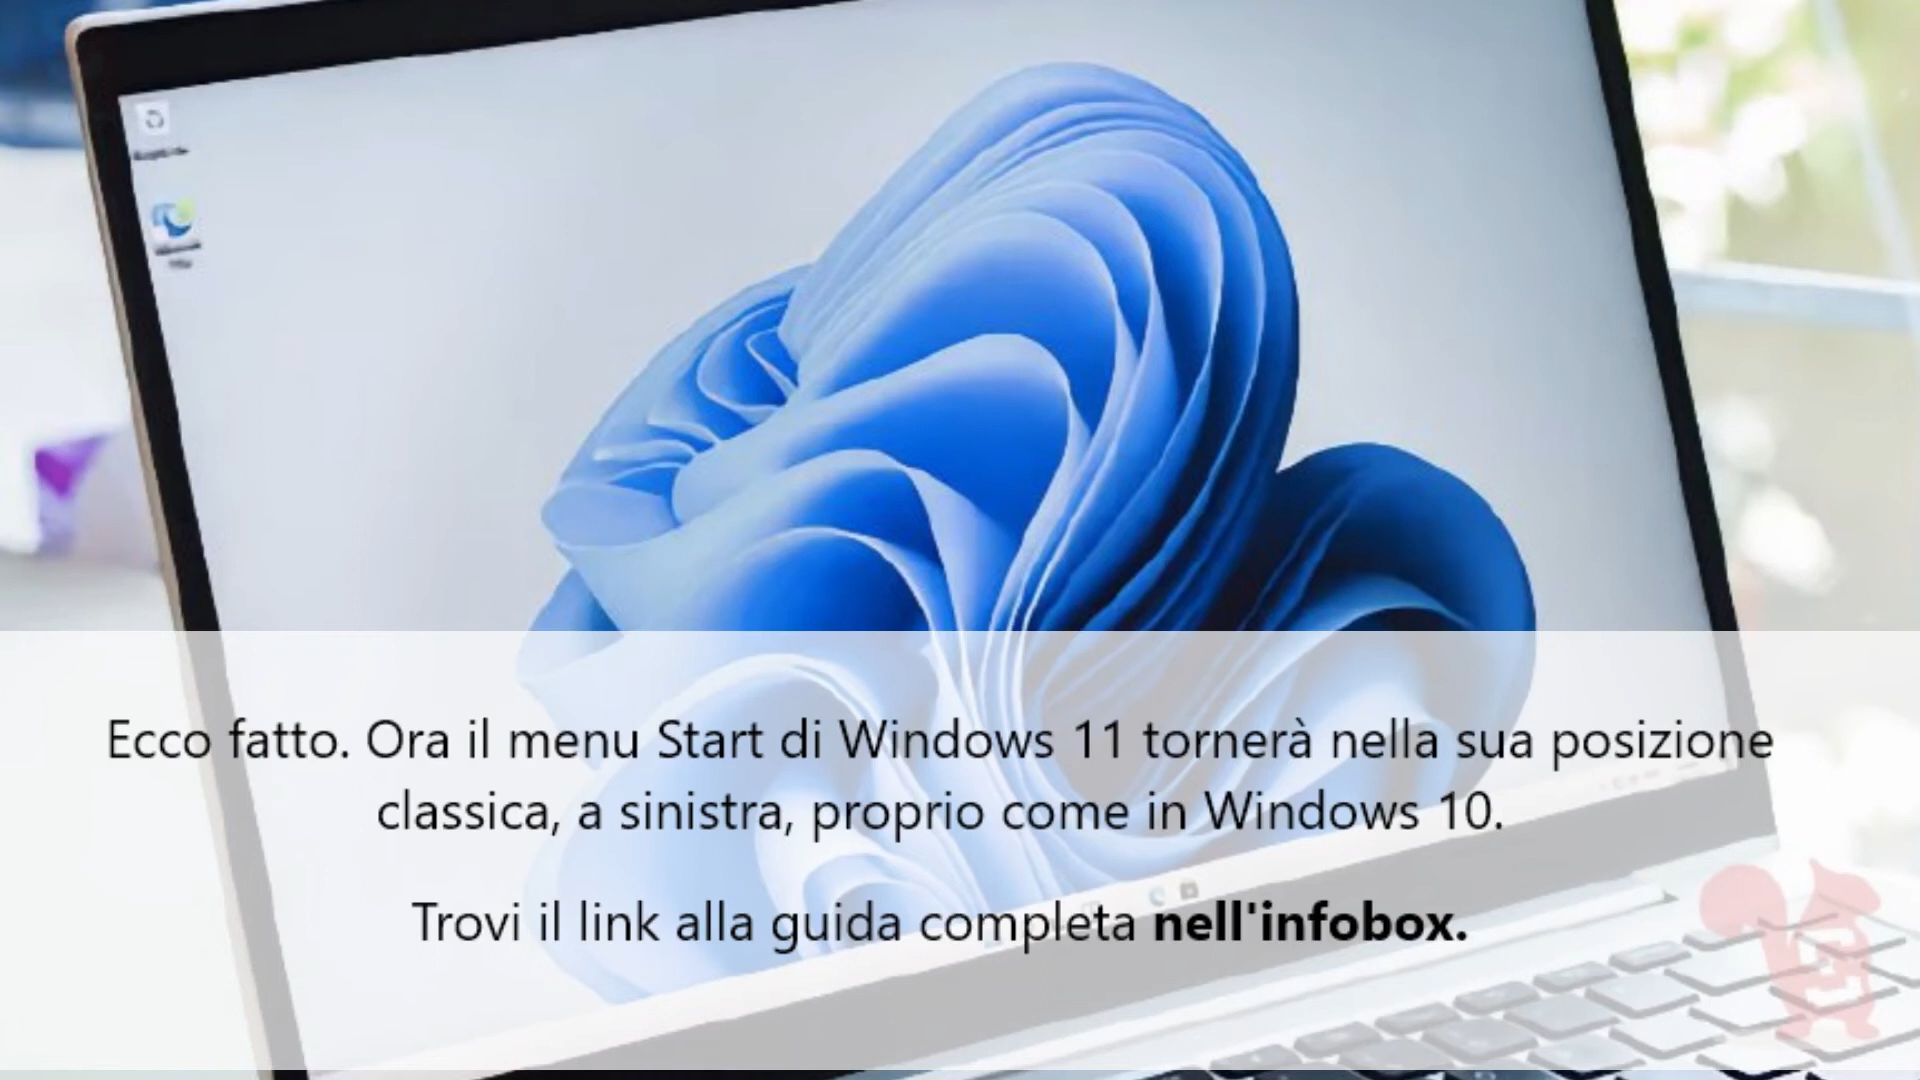 Ecco fatto. Ora il menu Start di Windows 11 tornerà nella sua posizione
classica, a sinistra, proprio come in Windows 10.
Trovi il link alla guida completa nell'infobox.